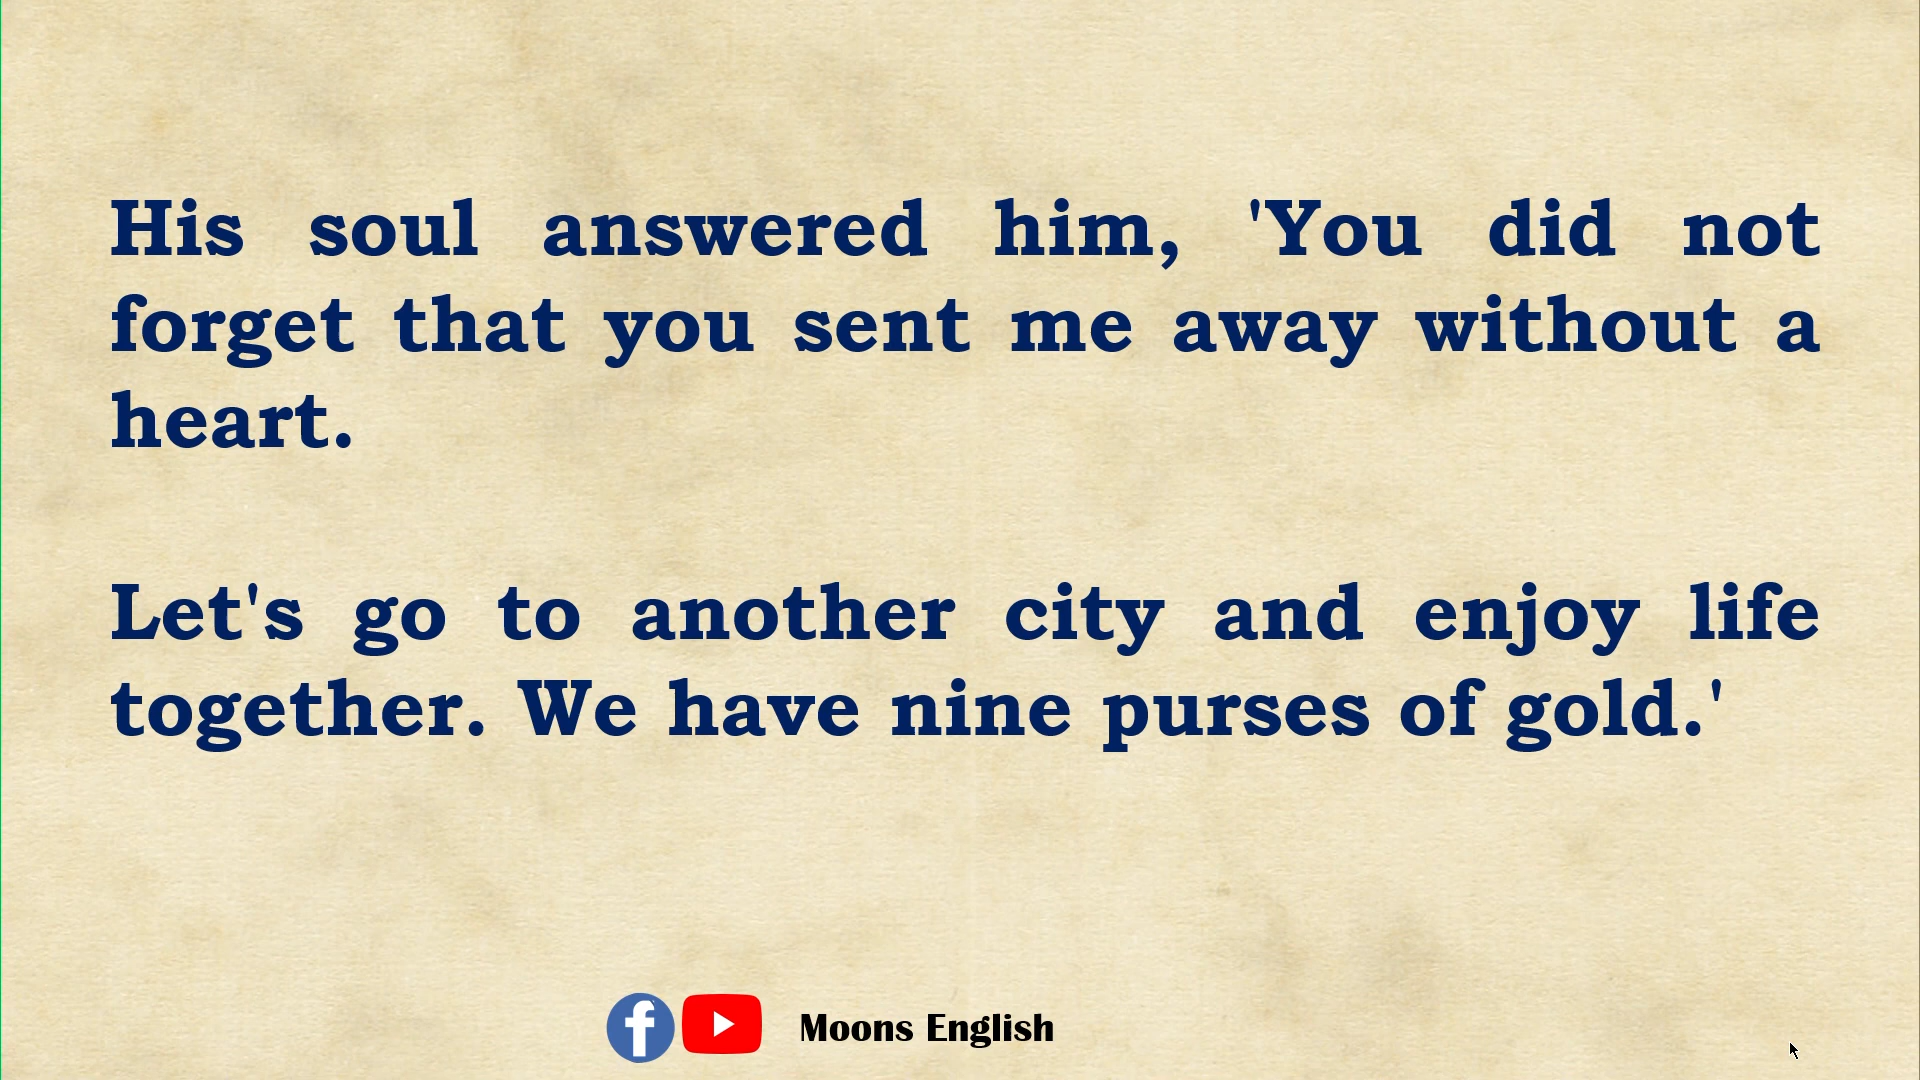 His soul answered him, 'You did not
forget that you sent me away without a
heart.
Let's go to another city and enjoy life
together. We have nine purses of gold.'
Moons English